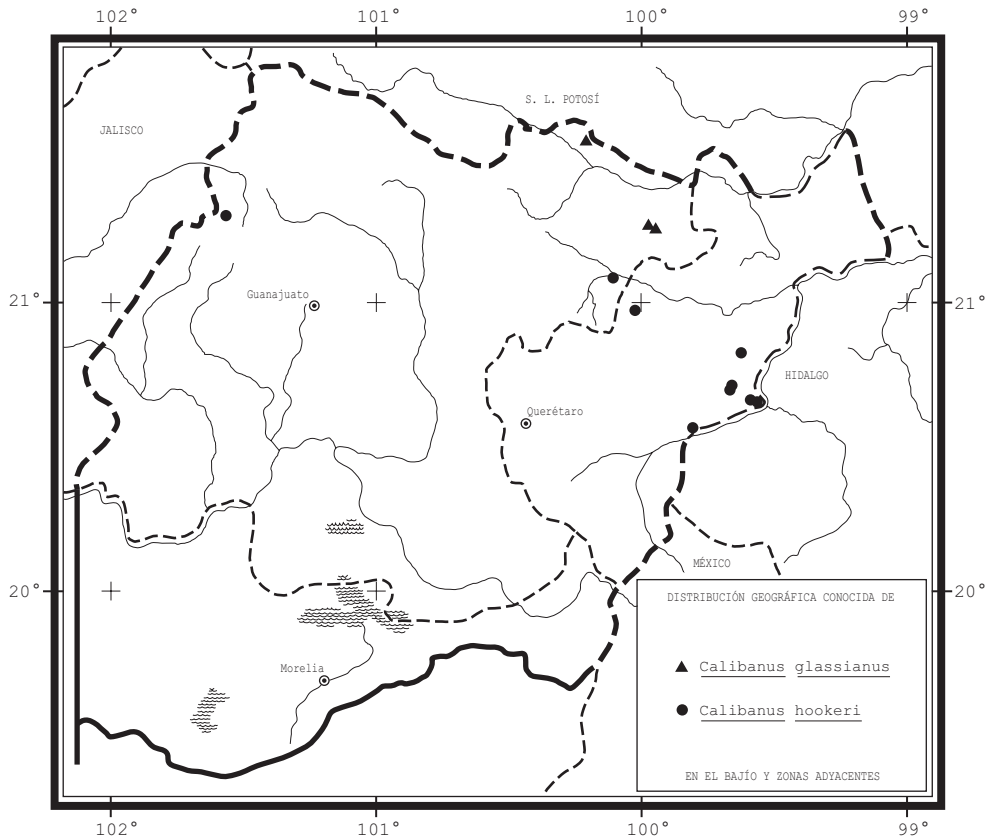 102° 101° 100° 99°
S. L. POTOSÍ
JALISCO
Guanajuato
21° 21°
HIDALGO
Querétaro
MÉXICO
20° 20°
DISTRIBUCIÓN GEOGRÁFICA CONOCIDA DE
Calibanus glassianus
Morelia
Calibanus hookeri
EN EL BAJÍO Y ZONAS ADYACENTES
102° 101° 100° 99°